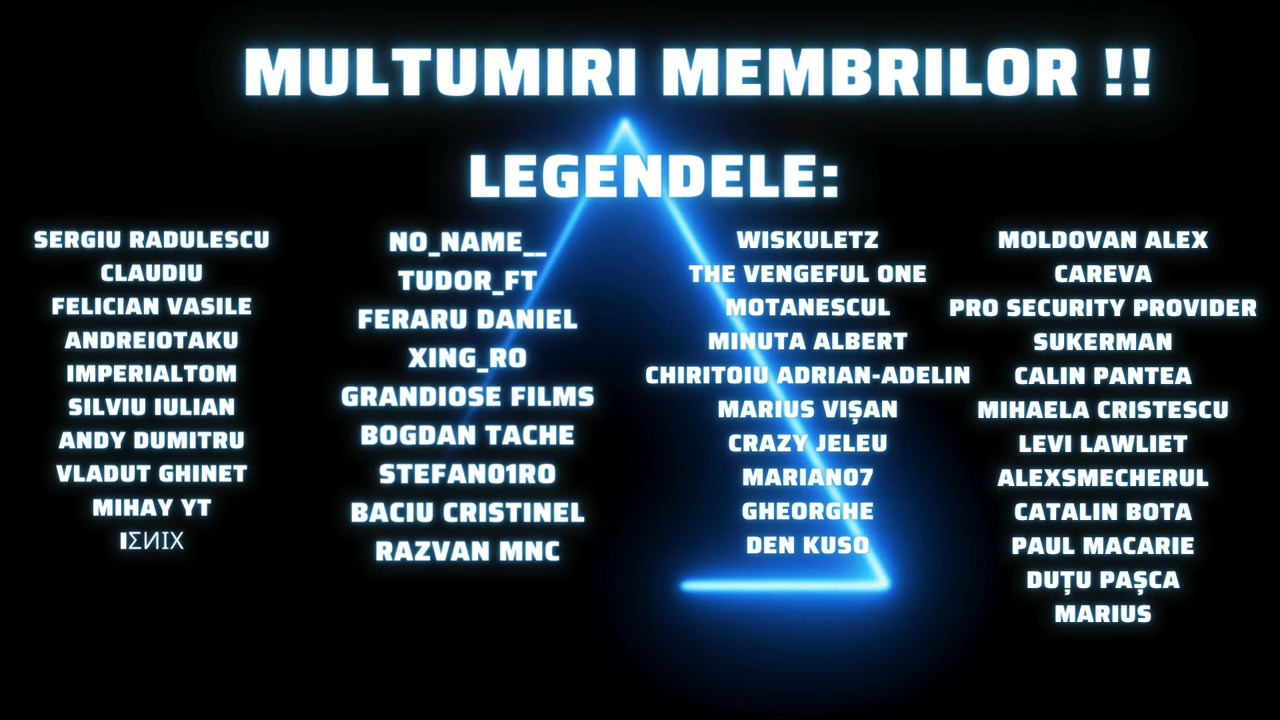 MULTUMIRI MEMBRILOR !!
LEGENDELE:
SERGIU RADULESCU
CLAUDIU
FELICIAN VASILE
ANDREIOTAKU
IMPERIALTOM
SILVIU IULIAN
ANDY DUMITRU
VLADUT GHINET
MIHAY YT
IΣИIX
NO_NAME__
TUDOR_FT
FERARU DANIEL
XING_RO
GRANDIOSE FILMS
BOGDAN TACHE
STEFAN01RO
BACIU CRISTINEL
RAZVAN MNC
WISKULETZ
THE VENGEFUL ONE
MOTANESCUL
MINUTA ALBERT
CHIRITOIU ADRIAN-ADELIN
MARIUS VIȘAN
CRAZY JELEU
MARIAN07
GHEORGHE
DEN KUSO
MOLDOVAN ALEX
CAREVA
PRO SECURITY PROVIDER
SUKERMAN
CALIN PANTEA
MIHAELA CRISTESCU
LEVI LAWLIET
ALEXSMECHERUL
CATALIN BOTA
PAUL MACARIE
DUȚU PAȘCA
MARIUS